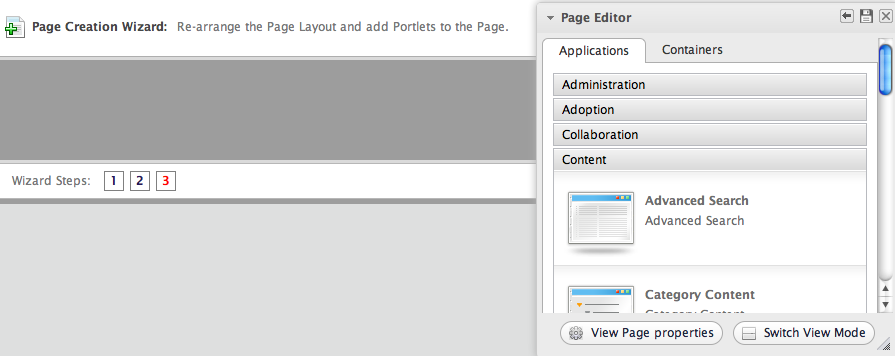 Page Creation Wizard: Re-arrange the Page Layout and add Portlets to the Page.
Wizard Steps: 1 2 3
Page Editor
Applications Containers
Administration
Adoption
Collaboration
Content
Advanced Search
Advanced Search
Category Content
Category Content
View Page properties Switch View Mode